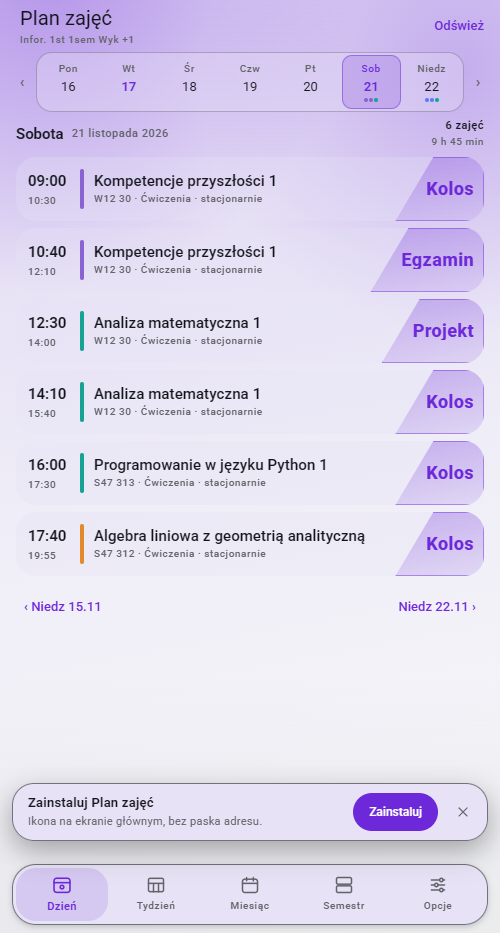 Plan zajęć
Odśwież
Infor. 1st 1sem Wyk +1
‹ Pon Wt Śr Czw Pt Sob Niedz ›
16 17 18 19 20 21 22
Sobota 21 listopada 2026
6 zajęć
9 h 45 min
09:00 Kompetencje przyszłości 1
10:30 W12 30 · Ćwiczenia · stacjonarnie
Kolos
10:40 Kompetencje przyszłości 1
12:10 W12 30 · Ćwiczenia · stacjonarnie
Egzamin
12:30 Analiza matematyczna 1
14:00 W12 30 · Ćwiczenia · stacjonarnie
Projekt
14:10 Analiza matematyczna 1
15:40 W12 30 · Ćwiczenia · stacjonarnie
Kolos
16:00 Programowanie w języku Python 1
17:30 S47 313 · Ćwiczenia · stacjonarnie
Kolos
17:40 Algebra liniowa z geometrią analityczną
19:55 S47 312 · Ćwiczenia · stacjonarnie
Kolos
‹ Niedz 15.11 Niedz 22.11 ›
Zainstaluj Plan zajęć
Ikona na ekranie głównym, bez paska adresu.
Zainstaluj
Dzień Tydzień Miesiąc Semestr Opcje